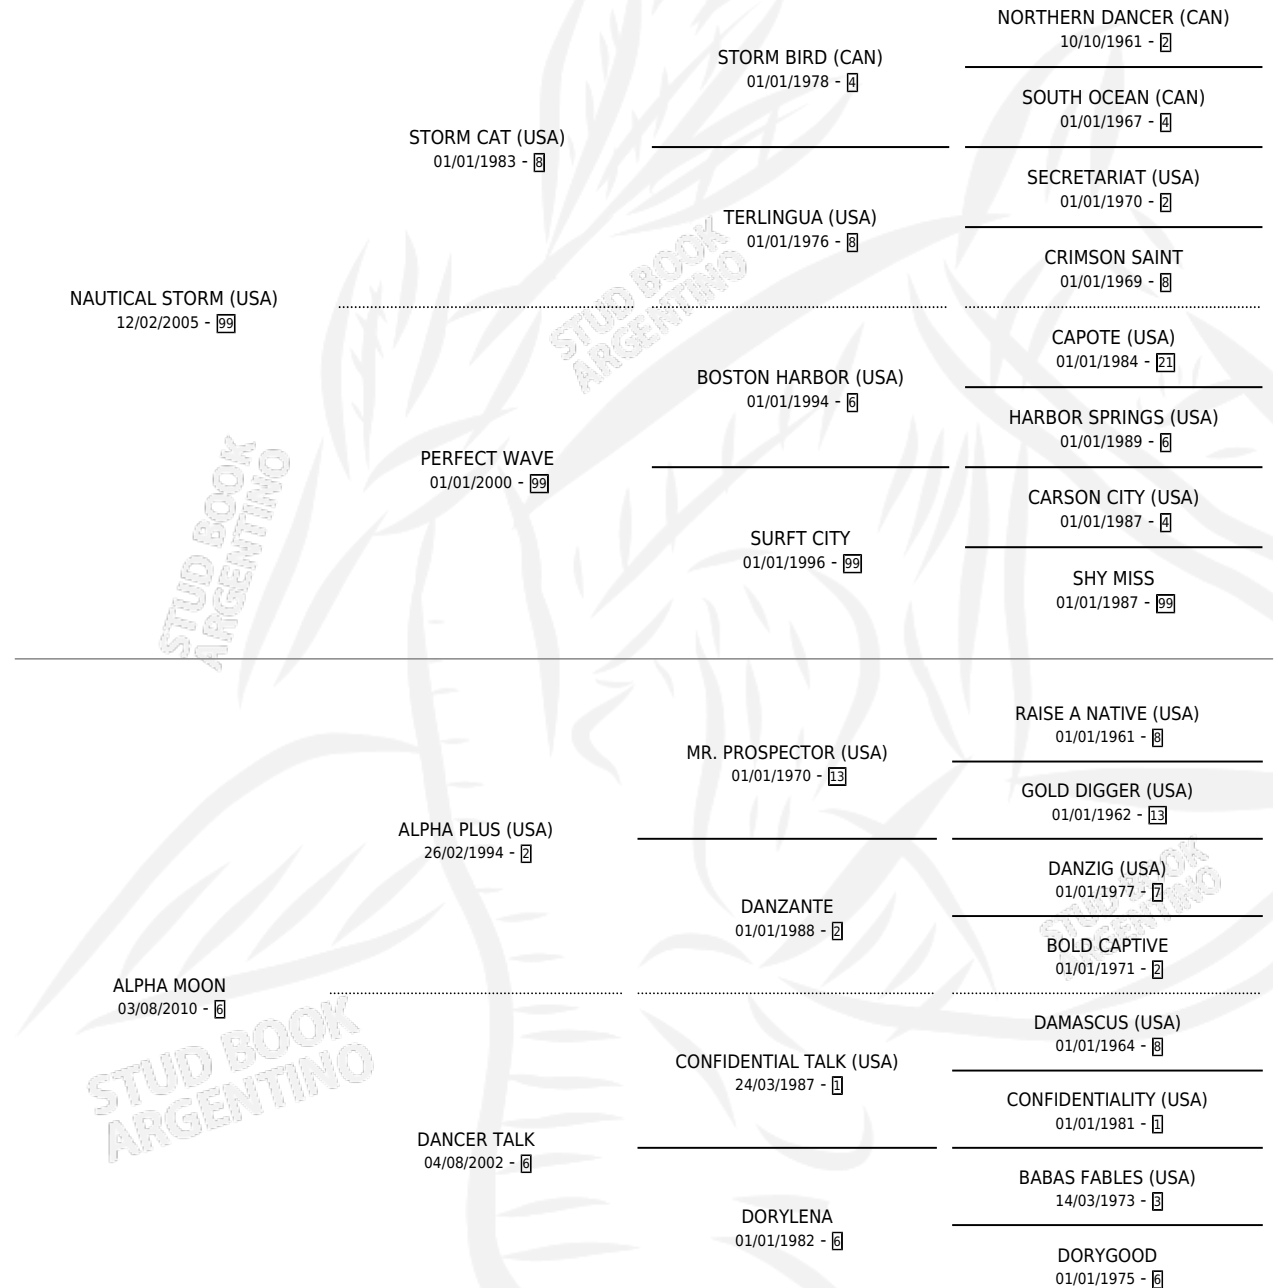 NAUTICAL STORM (USA)
12/02/2005 - 99
STORM CAT (USA)
01/01/1983 - 8
STORM BIRD (CAN)
01/01/1978 - 4
NORTHERN DANCER (CAN)
10/10/1961 - 2
SOUTH OCEAN (CAN)
01/01/1967 - 4
TERLINGUA (USA)
01/01/1976 - 8
SECRETARIAT (USA)
01/01/1970 - 2
CRIMSON SAINT
01/01/1969 - 8
PERFECT WAVE
01/01/2000 - 99
BOSTON HARBOR (USA)
01/01/1994 - 6
CAPOTE (USA)
01/01/1984 - 21
HARBOR SPRINGS (USA)
01/01/1989 - 6
SURFT CITY
01/01/1996 - 99
CARSON CITY (USA)
01/01/1987 - 4
SHY MISS
01/01/1987 - 99
STUD BOOK
ARGENTINO
STUD BOOK
ARGENTINO
ALPHA MOON
03/08/2010 - 6
ALPHA PLUS (USA)
26/02/1994 - 2
MR. PROSPECTOR (USA)
01/01/1970 - 13
RAISE A NATIVE (USA)
01/01/1961 - 8
GOLD DIGGER (USA)
01/01/1962 - 13
DANZANTE
01/01/1988 - 2
DANZIG (USA)
01/01/1977 - 7
BOLD CAPTIVE
01/01/1971 - 2
DANCER TALK
04/08/2002 - 6
CONFIDENTIAL TALK (USA)
24/03/1987 - 1
DAMASCUS (USA)
01/01/1964 - 8
CONFIDENTIALITY (USA)
01/01/1981 - 1
DORYLENA
01/01/1982 - 6
BABAS FABLES (USA)
14/03/1973 - 3
DORYGOOD
01/01/1975 - 6
STUD BOOK
ARGENTINO
STUD BOOK
ARGENTINO